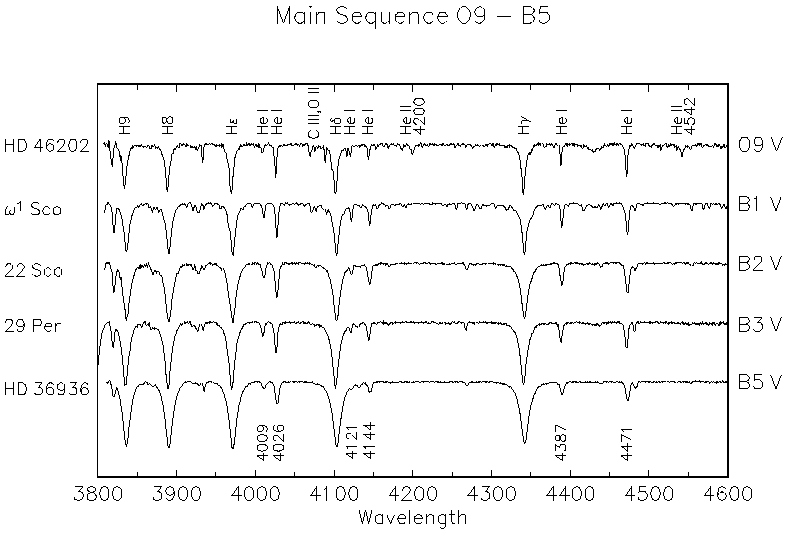 Main Sequence O9 – B5
H9 H8 Hε He I He I C III,O II Hδ He I He I He II 4200 Hγ He I He I He II 4542
HD 46202 O9 V
ω¹ Sco B1 V
22 Sco B2 V
29 Per B3 V
HD 36936 B5 V
4009 4026 4121 4144 4387 4471
3800 3900 4000 4100 4200 4300 4400 4500 4600
Wavelength